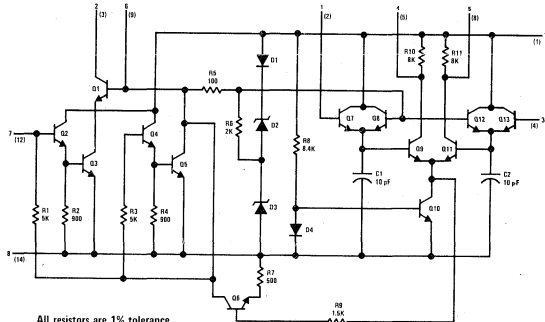 2 6 4 5 1
(3) (9) (5) (8) (2)
(1)
R10
8K
R11
8K
D1
R5
100
Q1
Q7
Q8
Q12
Q13
3
(4)
R6
2K
D2
7
(12)
Q2
Q4
R8
8.4K
Q3
Q5
Q9
Q11
C1
10 pF
C2
10 pF
D3
Q10
R1
5K
R2
900
R3
5K
R4
900
D4
8
(14)
R7
500
Q6
R9
1.5K
All resistors are 1% tolerance